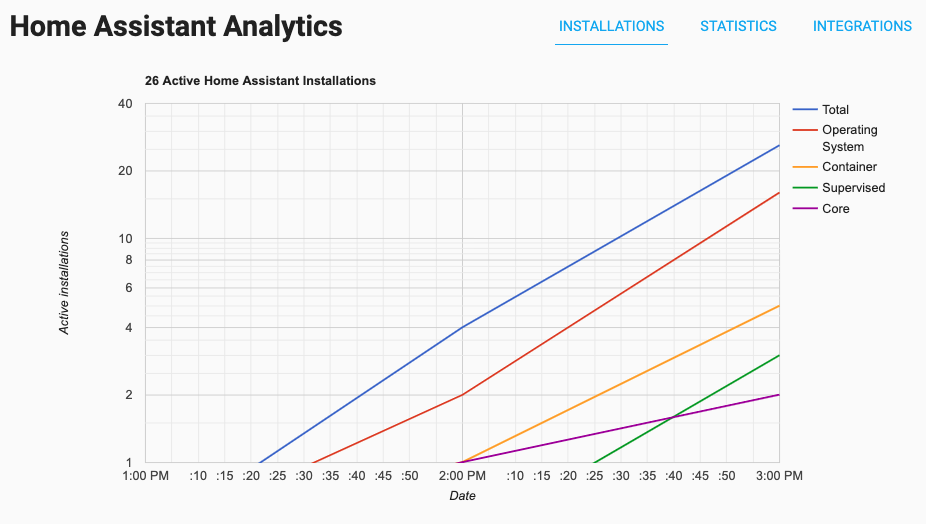 Home Assistant Analytics
INSTALLATIONS STATISTICS INTEGRATIONS
26 Active Home Assistant Installations
40
20
10
8
6
4
2
1
Active installations
1:00 PM :10 :15 :20 :25 :30 :35 :40 :45 :50 2:00 PM :10 :15 :20 :25 :30 :35 :40 :45 :50 3:00 PM
Date
Total
Operating
System
Container
Supervised
Core